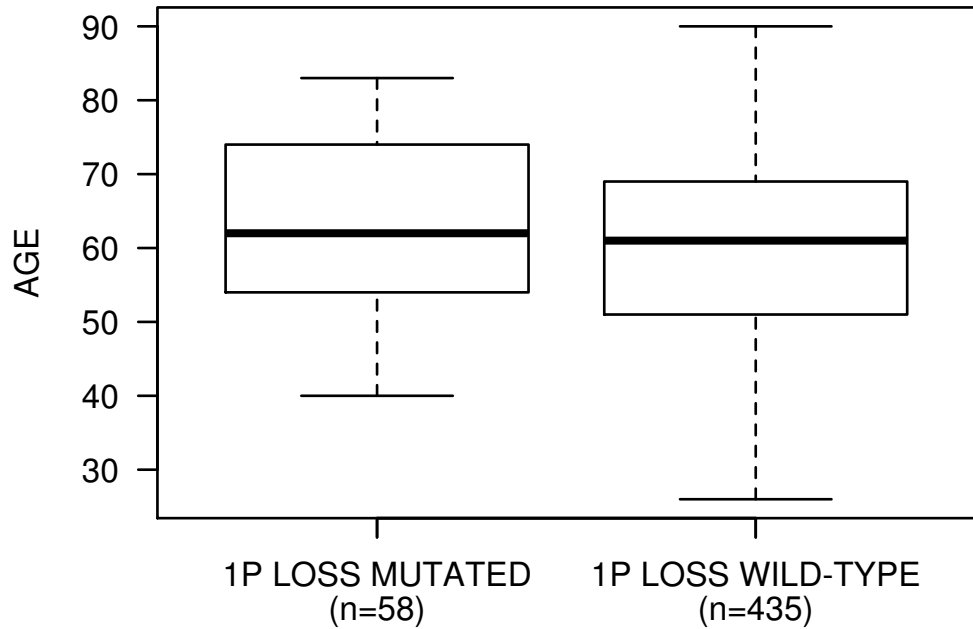 AGE
90
80
70
60
50
40
30
1P LOSS MUTATED
(n=58)
1P LOSS WILD-TYPE
(n=435)